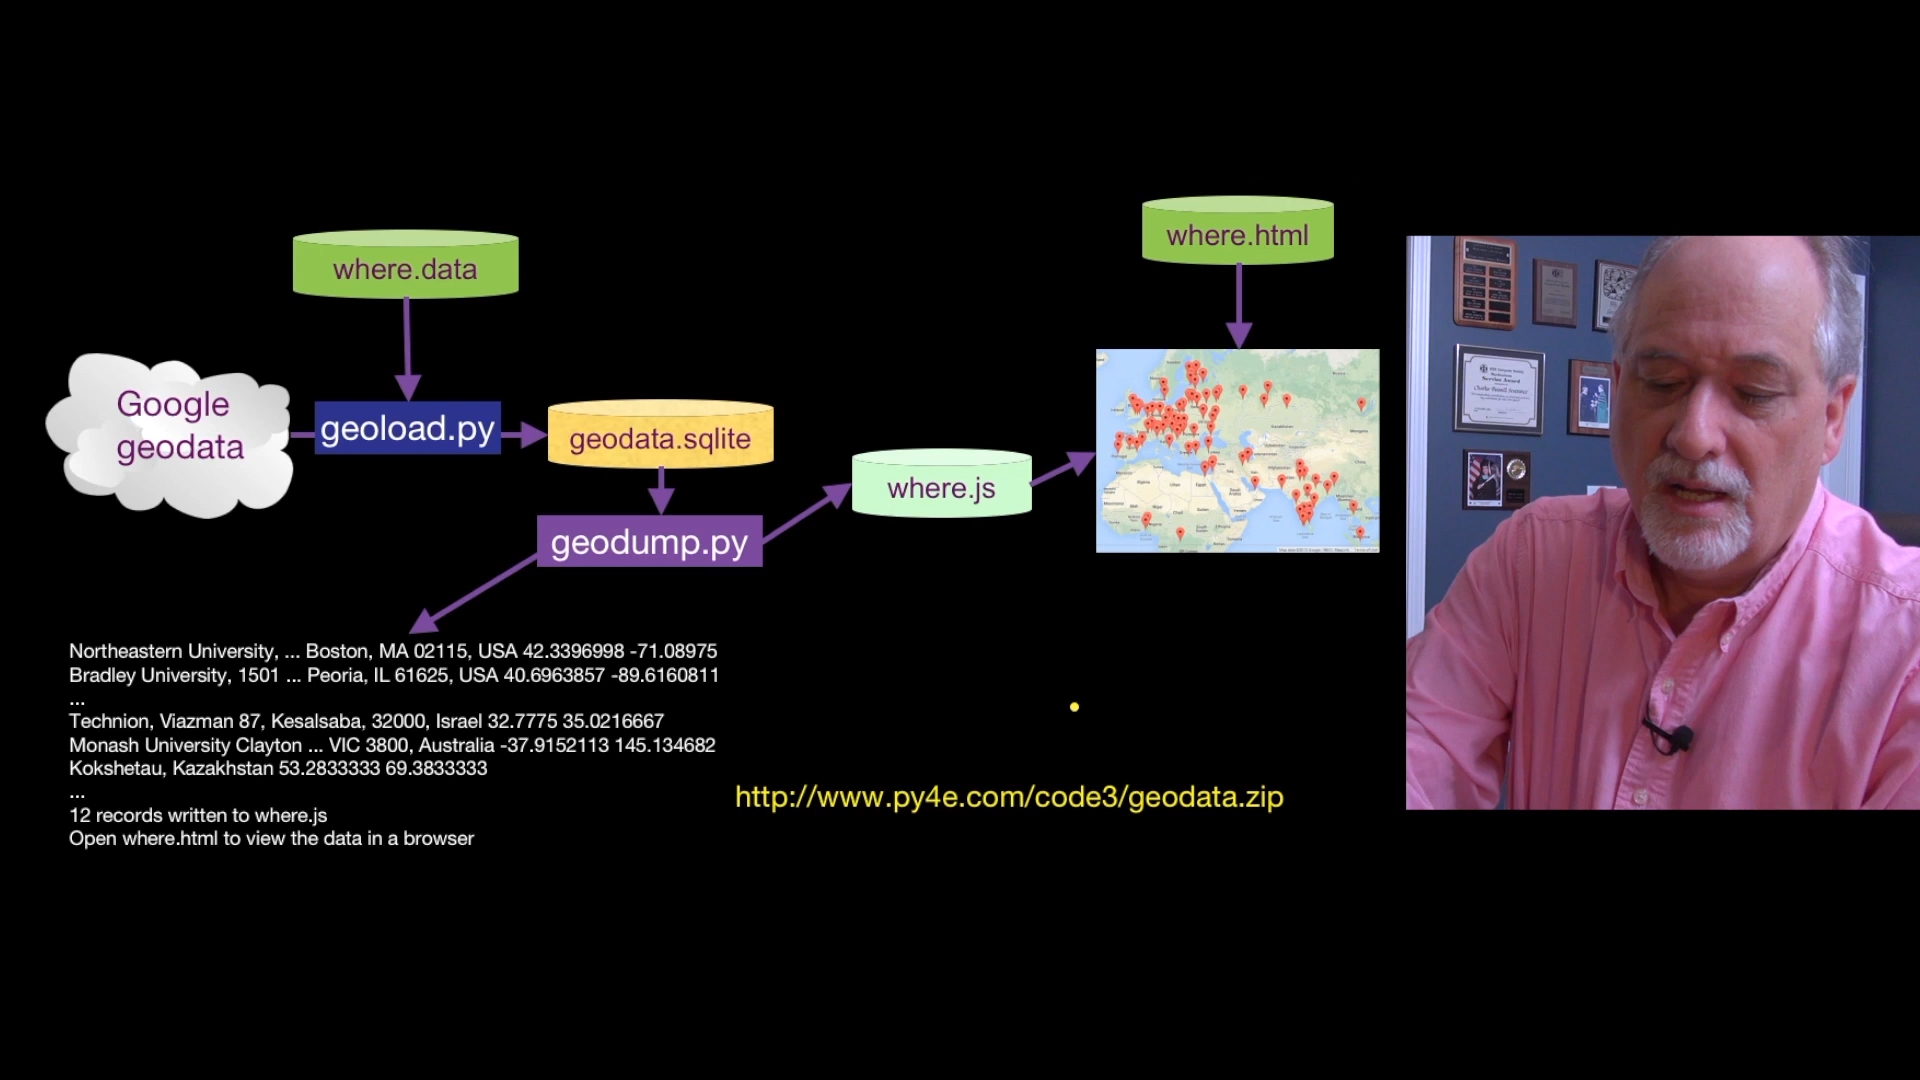 where.data
where.html
Google
geodata
geoload.py
geodata.sqlite
where.js
geodump.py
Northeastern University, ... Boston, MA 02115, USA 42.3396998 -71.08975
Bradley University, 1501 ... Peoria, IL 61625, USA 40.6963857 -89.6160811
...
Technion, Viazman 87, Kesalsaba, 32000, Israel 32.7775 35.0216667
Monash University Clayton ... VIC 3800, Australia -37.9152113 145.134682
Kokshetau, Kazakhstan 53.2833333 69.3833333
...
12 records written to where.js
Open where.html to view the data in a browser
http://www.py4e.com/code3/geodata.zip
Service Award